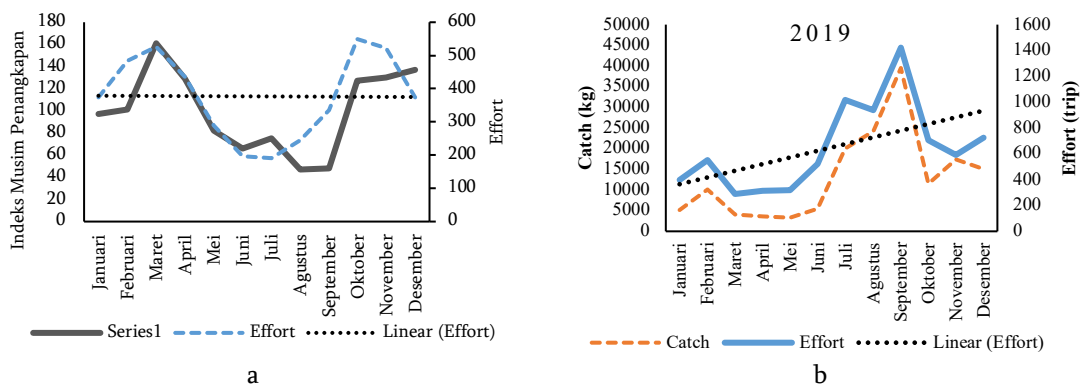 Indeks Musim Penangkapan
180
160
140
120
100
80
60
40
20
0
600
500
400
300
200
100
0
Effort
Januari
Februari
Maret
April
Mei
Juni
Juli
Agustus
September
Oktober
November
Desember
Series1
Effort
Linear (Effort)
a
2019
Catch (kg)
50000
45000
40000
35000
30000
25000
20000
15000
10000
5000
0
1600
1400
1200
1000
800
600
400
200
0
Effort (trip)
Januari
Februari
Maret
April
Mei
Juni
Juli
Agustus
September
Oktober
November
Desember
Catch
Effort
Linear (Effort)
b